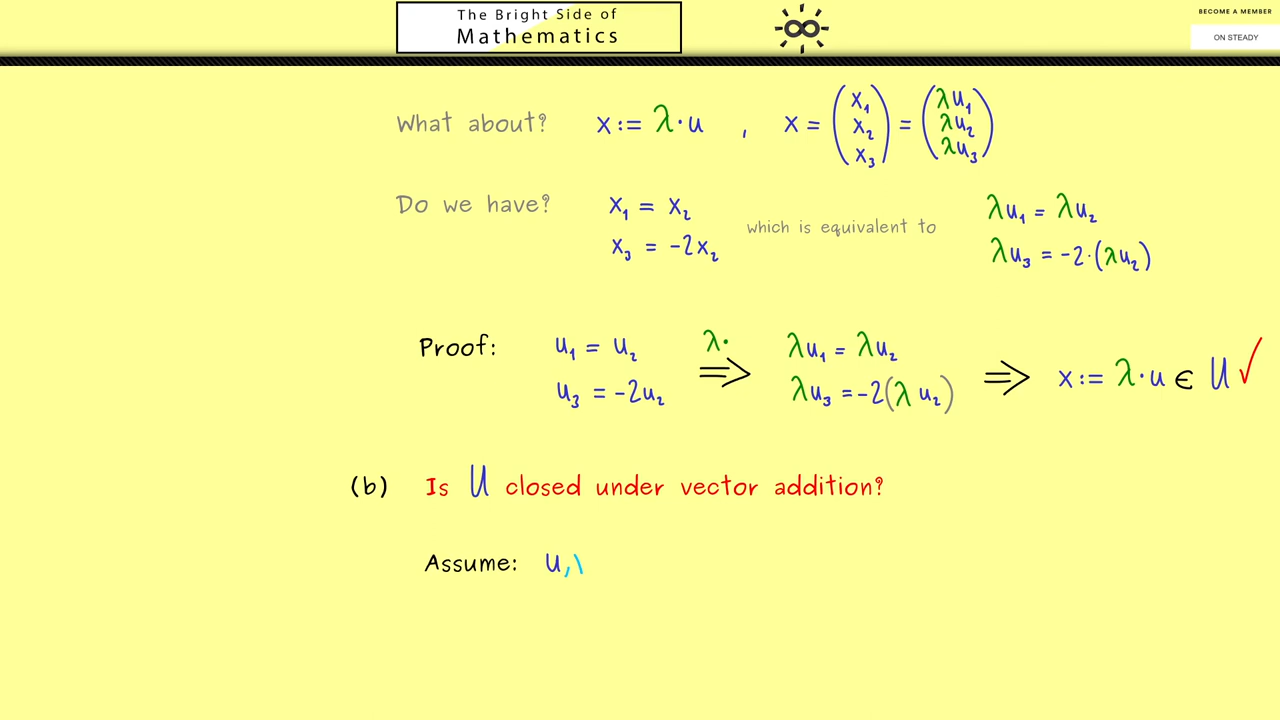 The Bright Side of
Mathematics
BECOME A MEMBER
ON STEADY
What about? x := λ·u , x = (x₁ x₂ x₃) = (λu₁ λu₂ λu₃)
Do we have? x₁ = x₂ which is equivalent to λu₁ = λu₂
x₃ = -2x₂ λu₃ = -2·(λu₂)
Proof: u₁ = u₂ λ· ⟹ λu₁ = λu₂
u₃ = -2u₂ λu₃ = -2(λu₂) ⟹ x := λ·u ∈ U ✓
(b) Is U closed under vector addition?
Assume: u,